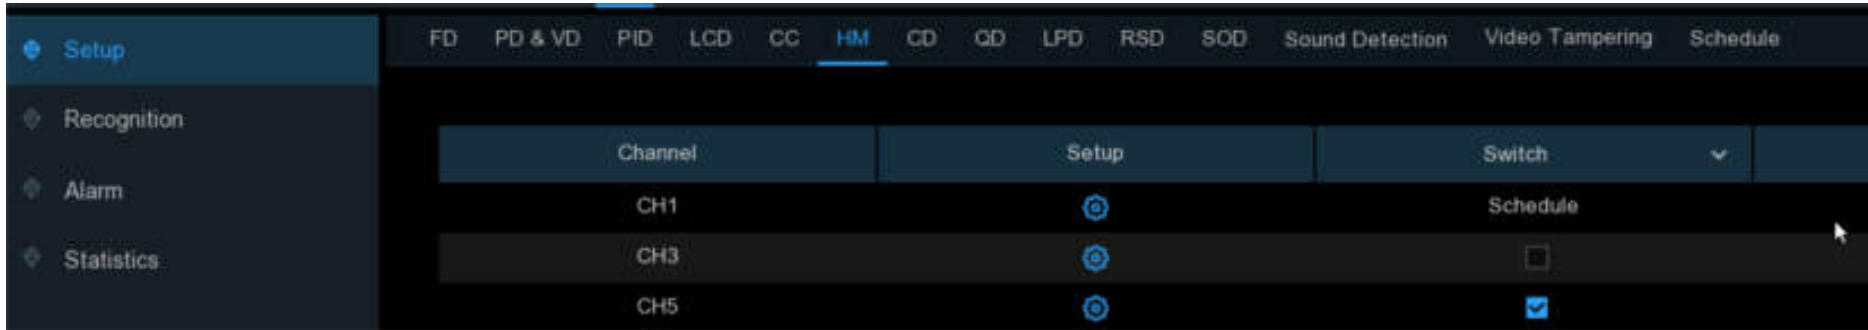 Setup
FD PD & VD PID LCD CC HM CD QD LPD RSD SOD Sound Detection Video Tampering Schedule
Recognition
Channel Setup Switch
Alarm
CH1 Schedule
Statistics
CH3
CH5